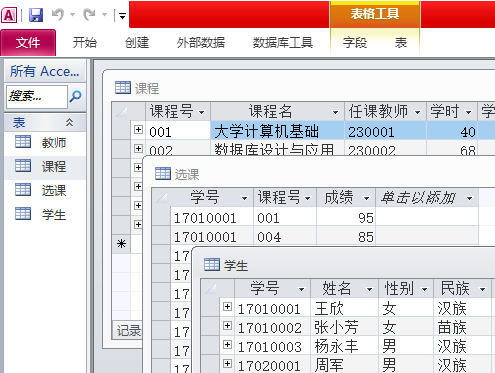 表格工具
文件 开始 创建 外部数据 数据库工具 字段 表
所有 Acce...
搜索...
表
教师
课程
选课
学生
课程
课程号 课程名 任课教师 学时 学
001 大学计算机基础 230001 40
002 数据库设计与应用 230002 68
记录
选课
学号 课程号 成绩 单击以添加
17010001 001 95
17010001 004 85
17
17
17
17
17
17
学生
学号 姓名 性别 民族
17010001 王欣 女 汉族
17010002 张小芳 女 苗族
17010003 杨永丰 男 汉族
17020001 周军 男 汉族